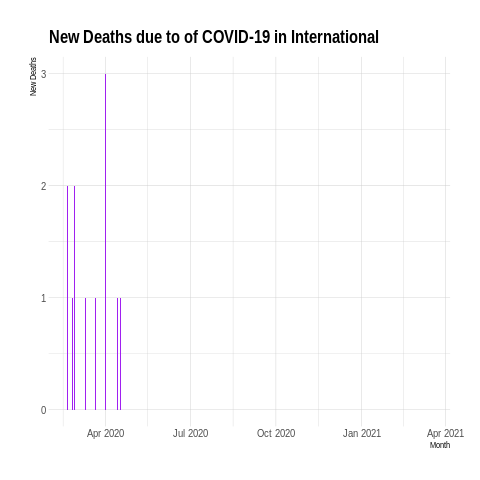 New Deaths due to of COVID-19 in International
New Deaths
3
2
1
0
Apr 2020 Jul 2020 Oct 2020 Jan 2021 Apr 2021
Month